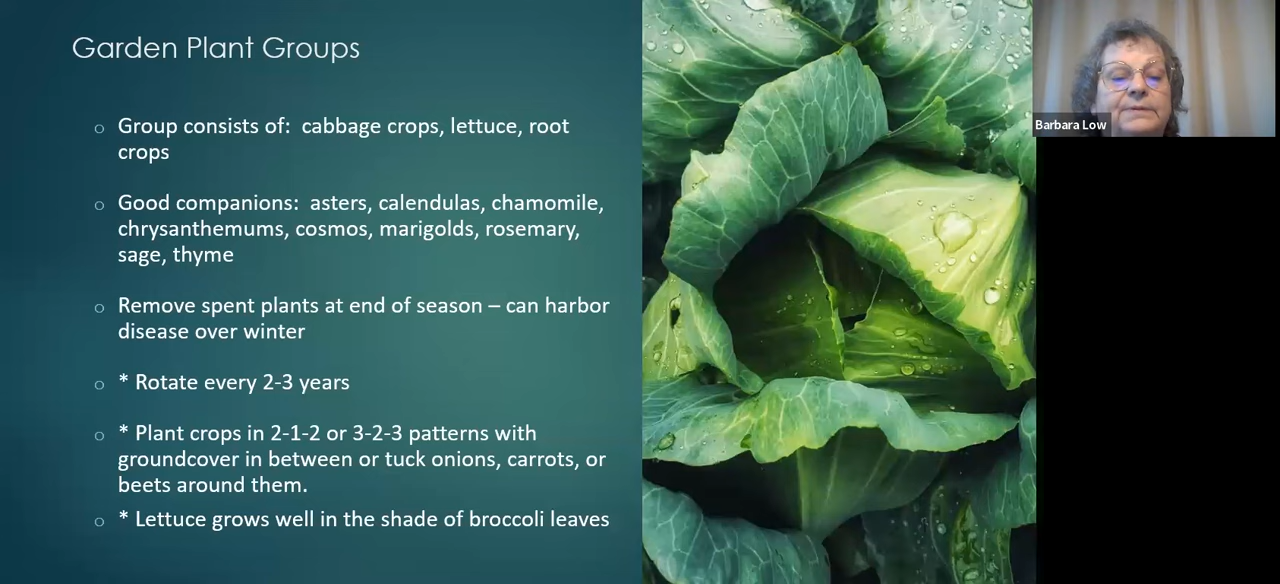 Garden Plant Groups
Group consists of:  cabbage crops, lettuce, root
crops
Good companions:  asters, calendulas, chamomile,
chrysanthemums, cosmos, marigolds, rosemary,
sage, thyme
Remove spent plants at end of season – can harbor
disease over winter
* Rotate every 2-3 years
* Plant crops in 2-1-2 or 3-2-3 patterns with
groundcover in between or tuck onions, carrots, or
beets around them.
* Lettuce grows well in the shade of broccoli leaves
Barbara Low